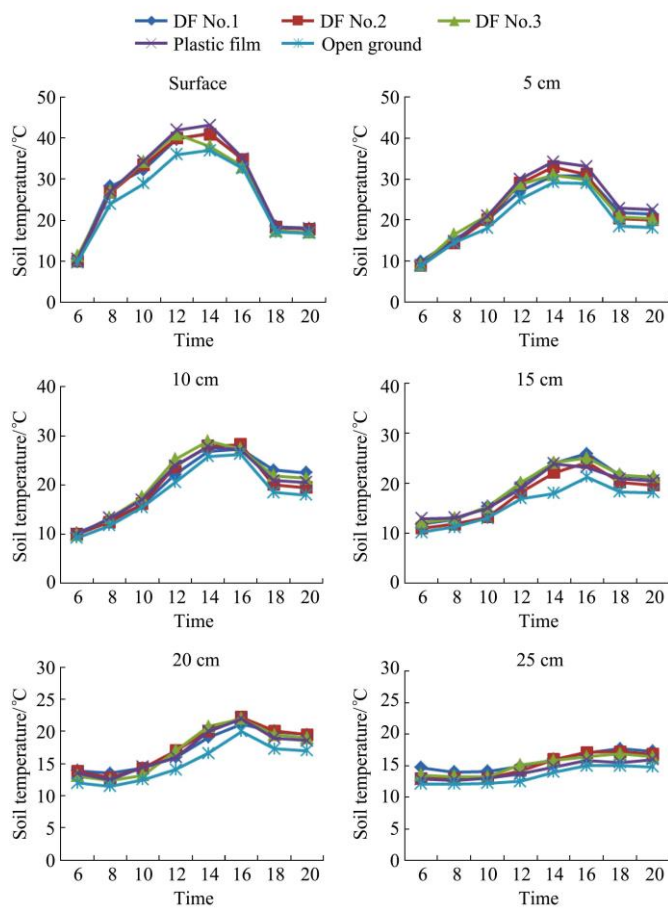 DF No.1 DF No.2 DF No.3
Plastic film Open ground
Surface
50
40
30
20
10
0
Soil temperature/°C
6 8 10 12 14 16 18 20
Time
5 cm
50
40
30
20
10
0
Soil temperature/°C
6 8 10 12 14 16 18 20
Time
10 cm
40
30
20
10
0
Soil temperature/°C
6 8 10 12 14 16 18 20
Time
15 cm
40
30
20
10
0
Soil temperature/°C
6 8 10 12 14 16 18 20
Time
20 cm
30
25
20
15
10
5
0
Soil temperature/°C
6 8 10 12 14 16 18 20
Time
25 cm
30
25
20
15
10
5
0
Soil temperature/°C
6 8 10 12 14 16 18 20
Time